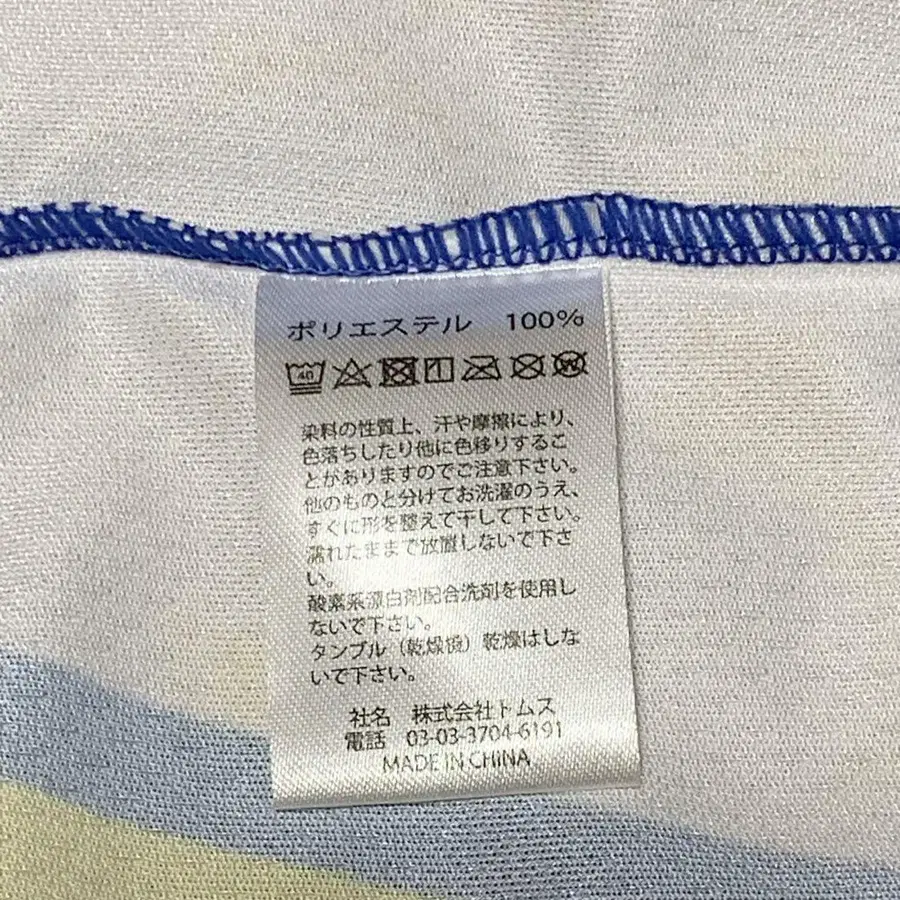 ポリエステル 100%
40
W
染料の性質上、汗や摩擦により、
色落ちしたり他に色移りするこ
とがありますのでご注意下さい。
他のものと分けてお洗濯のうえ、
すぐに形を整えて干して下さい。
濡れたままで放置しないで下さ
い。
酸素系漂白剤配合洗剤を使用し
ないで下さい。
タンブル（乾燥機）乾燥はしな
いで下さい。
社名 株式会社トムス
電話 03-03-3704-6191
MADE IN CHINA